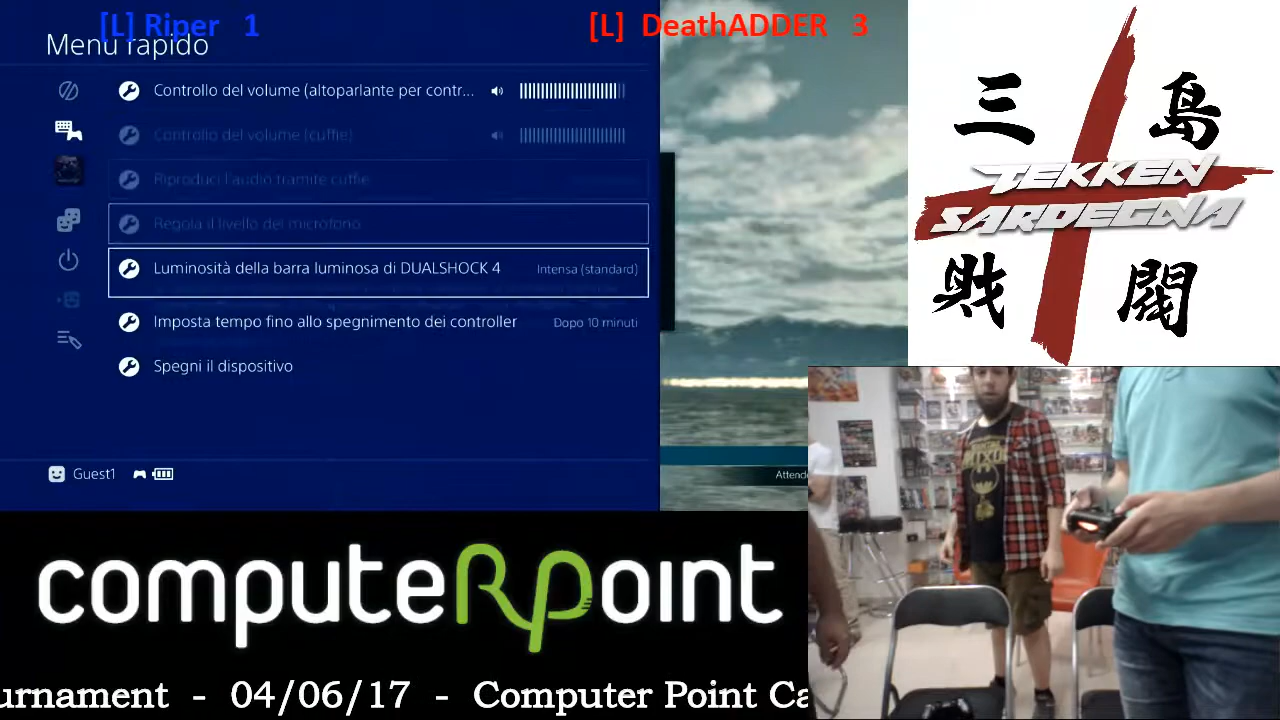 [L] Riper 1
[L] DeathADDER 3
Menu rapido
Controllo del volume (altoparlante per contr...
Controllo del volume (cuffie)
Riproduci l'audio tramite cuffie
Regola il livello del microfono
Luminosità della barra luminosa di DUALSHOCK 4 Intensa (standard)
Imposta tempo fino allo spegnimento dei controller Dopo 10 minuti
Spegni il dispositivo
Guest1
Attend
三島
TEKKEN
SARDEGNA
computeRpoint
urnament - 04/06/17 - Computer Point Ca